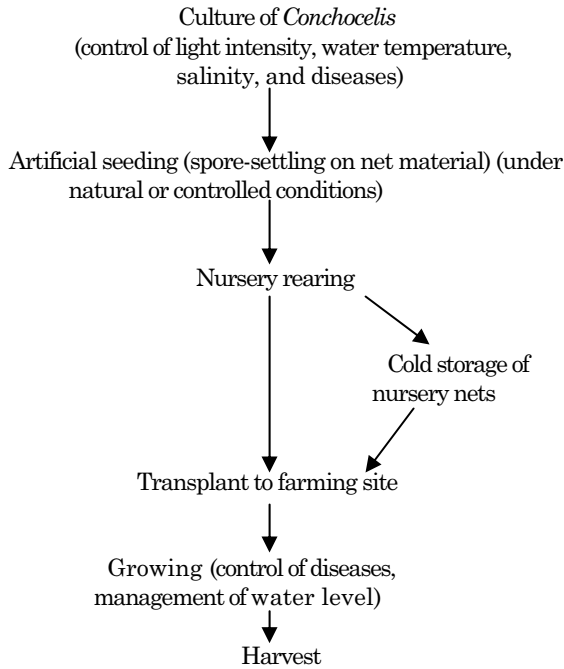 Culture of Conchocelis
(control of light intensity, water temperature,
salinity, and diseases)
Artificial seeding (spore-settling on net material) (under
natural or controlled conditions)
Nursery rearing
Cold storage of
nursery nets
Transplant to farming site
Growing (control of diseases,
management of water level)
Harvest